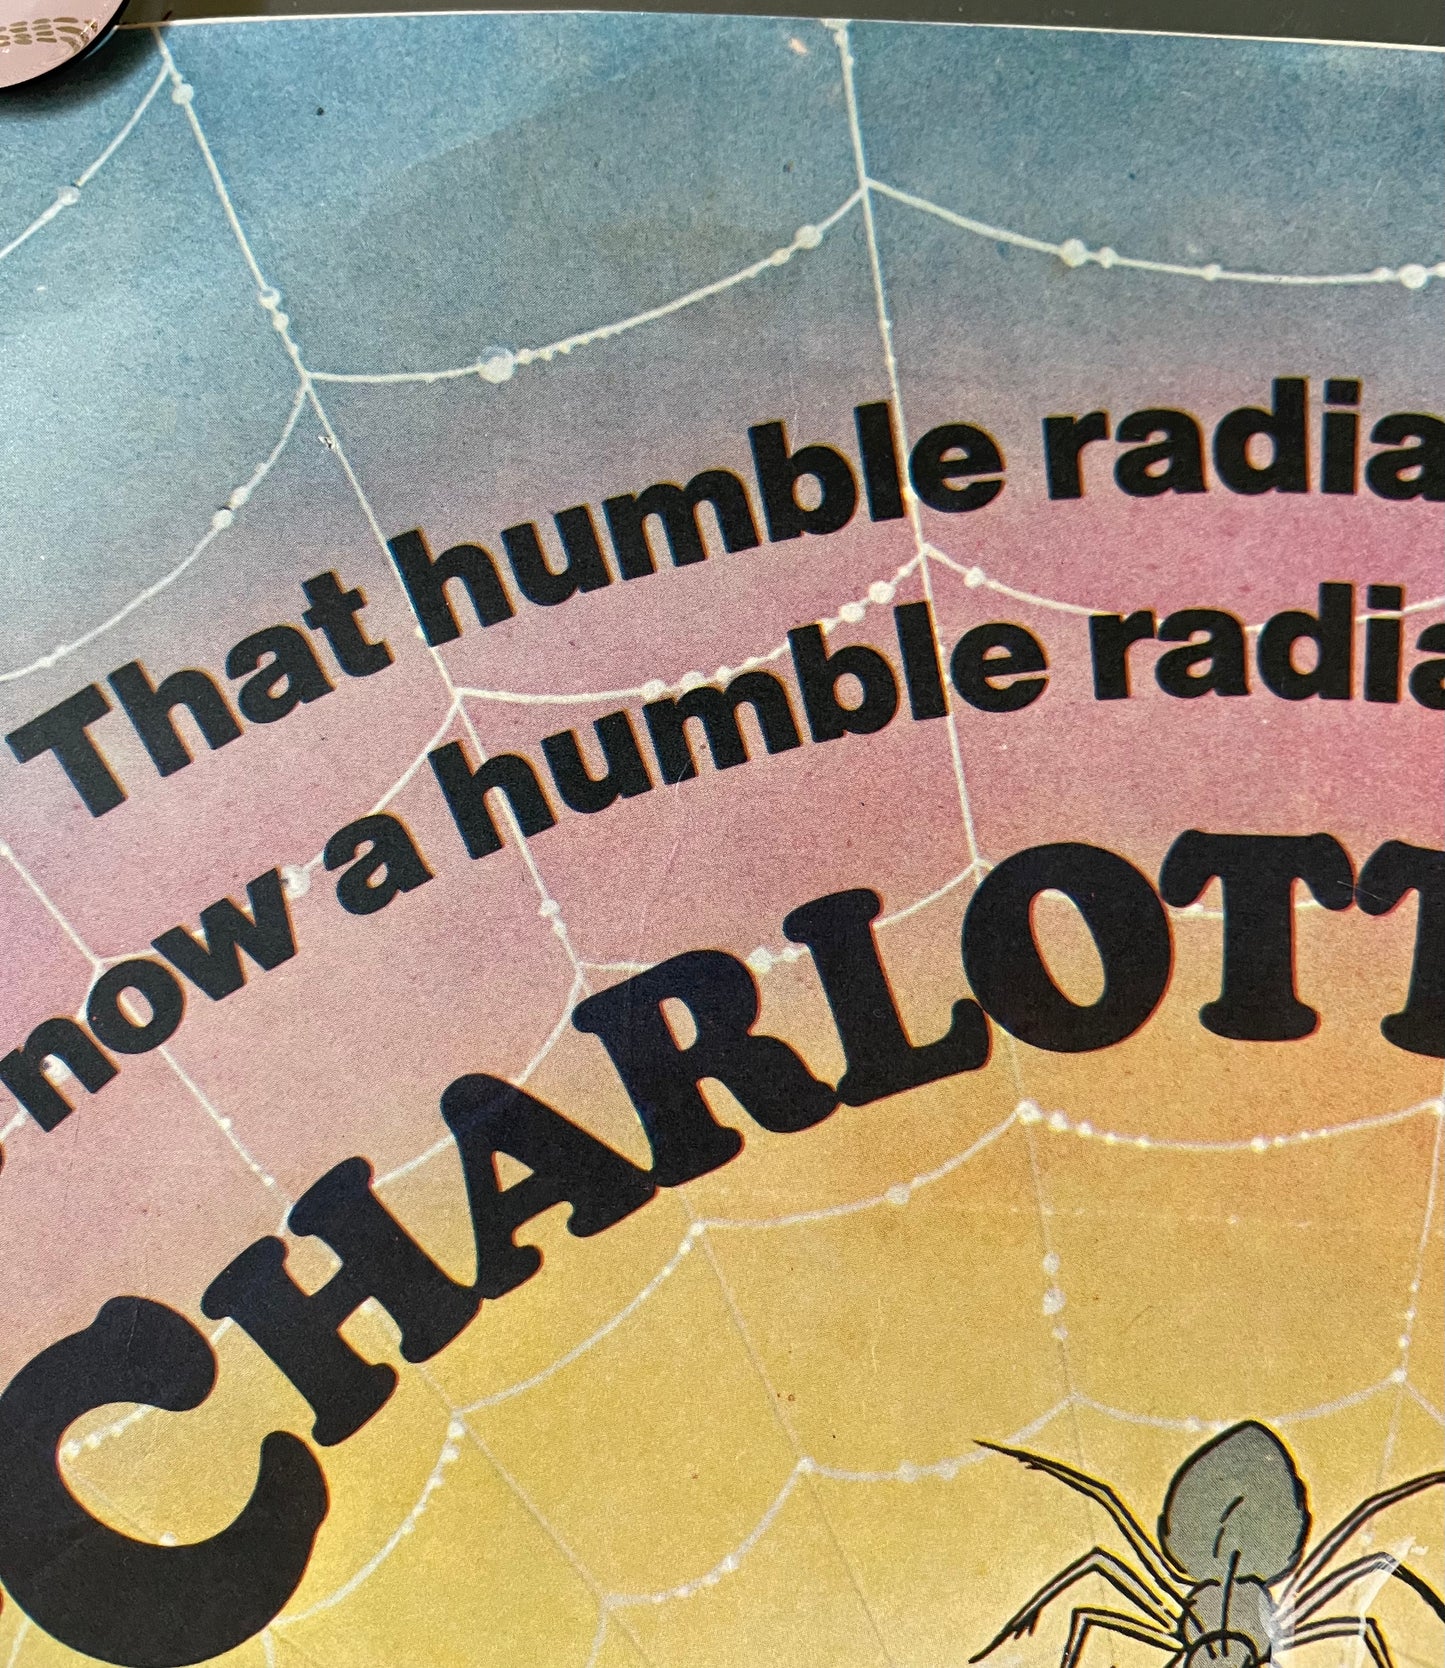 That humble radia
now a humble radia
CHARLOTT